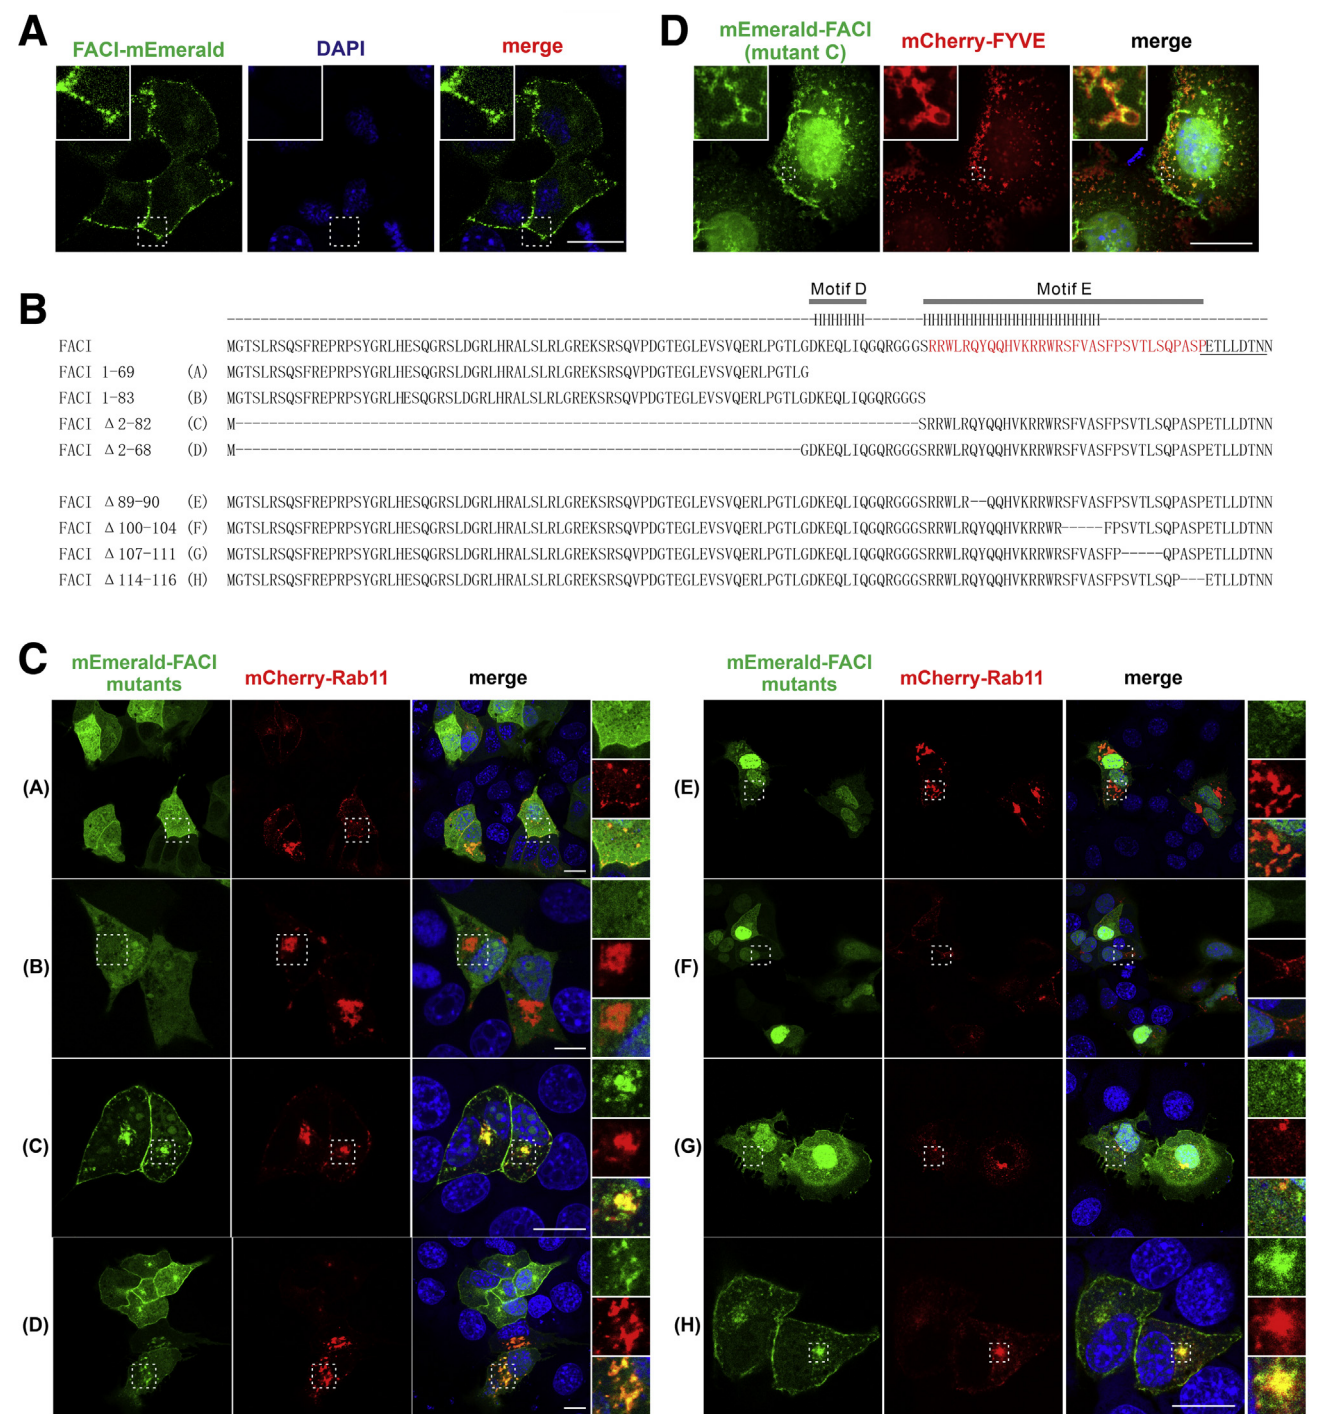 A
FACI-mEmerald DAPI merge
D
mEmerald-FACI
(mutant C)
mCherry-FYVE merge
B
Motif D Motif E
FACI MGTSLRSQSFREPRPSYGRLHESQGRSLDGRLHRALSLRLGREKSRSQVPDGTEGLEVSVQERLPGTLGDKEQLIQGQRGGGSRRWLRQYQQHVKRRWRSFVASFPSVTLSQPASPETLLDTNN
FACI 1-69 (A) MGTSLRSQSFREPRPSYGRLHESQGRSLDGRLHRALSLRLGREKSRSQVPDGTEGLEVSVQERLPGTLG
FACI 1-83 (B) MGTSLRSQSFREPRPSYGRLHESQGRSLDGRLHRALSLRLGREKSRSQVPDGTEGLEVSVQERLPGTLGDKEQLIQGQRGGGS
FACI Δ2-82 (C) M----------------------------------------------------------------------------------SRRWLRQYQQHVKRRWRSFVASFPSVTLSQPASPETLLDTNN
FACI Δ2-68 (D) M--------------------------------------------------------------------GDKEQLIQGQRGGGSRRWLRQYQQHVKRRWRSFVASFPSVTLSQPASPETLLDTNN
FACI Δ89-90 (E) MGTSLRSQSFREPRPSYGRLHESQGRSLDGRLHRALSLRLGREKSRSQVPDGTEGLEVSVQERLPGTLGDKEQLIQGQRGGGSRRWLR--QQHVKRRWRSFVASFPSVTLSQPASPETLLDTNN
FACI Δ100-104 (F) MGTSLRSQSFREPRPSYGRLHESQGRSLDGRLHRALSLRLGREKSRSQVPDGTEGLEVSVQERLPGTLGDKEQLIQGQRGGGSRRWLRQYQQHVKRRWR-----FPSVTLSQPASPETLLDTNN
FACI Δ107-111 (G) MGTSLRSQSFREPRPSYGRLHESQGRSLDGRLHRALSLRLGREKSRSQVPDGTEGLEVSVQERLPGTLGDKEQLIQGQRGGGSRRWLRQYQQHVKRRWRSFVASFP-----QPASPETLLDTNN
FACI Δ114-116 (H) MGTSLRSQSFREPRPSYGRLHESQGRSLDGRLHRALSLRLGREKSRSQVPDGTEGLEVSVQERLPGTLGDKEQLIQGQRGGGSRRWLRQYQQHVKRRWRSFVASFPSVTLSQP---ETLLDTNN
C
mEmerald-FACI
mutants
mCherry-Rab11 merge
mEmerald-FACI
mutants
mCherry-Rab11 merge
(A)
(B)
(C)
(D)
(E)
(F)
(G)
(H)